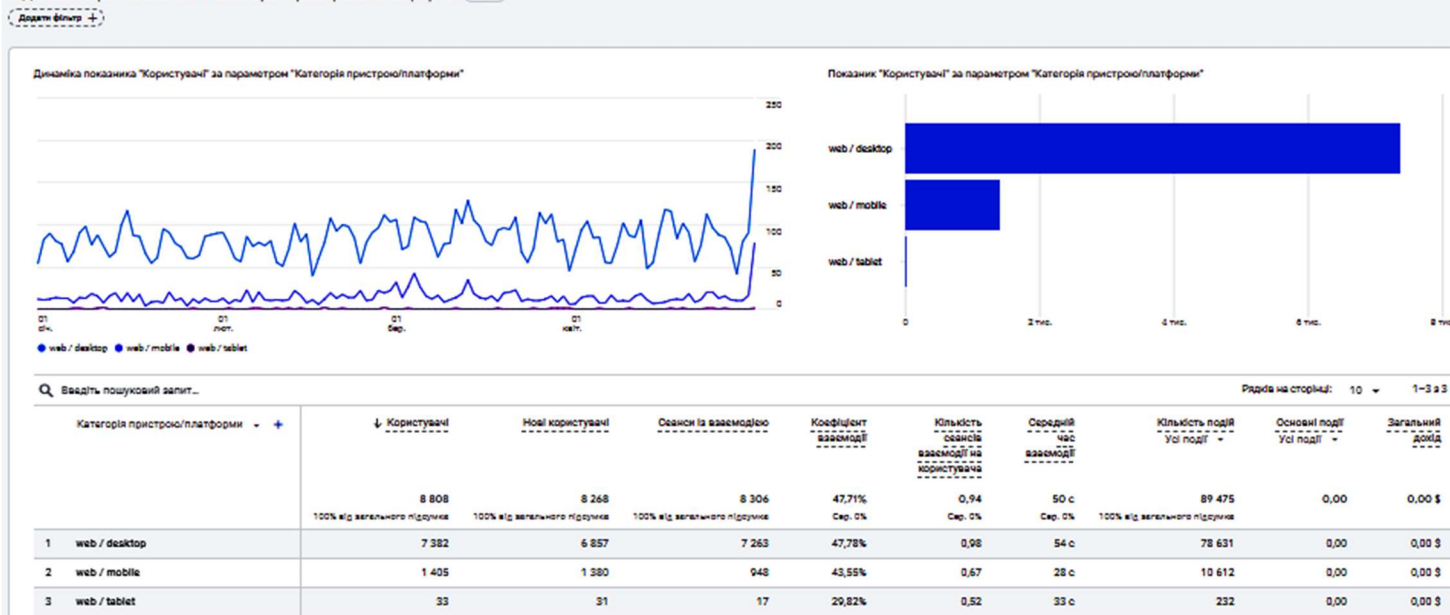 Додати фільтр +
Динаміка показника "Користувачі" за параметром "Категорія пристрою/платформи"
250
200
150
100
50
0
01
січ.
01
лют.
01
бер.
01
квіт.
web / desktop web / mobile web / tablet
Показник "Користувачі" за параметром "Категорія пристрою/платформи"
web / desktop
web / mobile
web / tablet
0 2 тис. 4 тис. 6 тис. 8 тис
Введіть пошуковий запит...
Рядків на сторінці: 10 1–3 з 3
Категорія пристрою/платформи +
↓ Користувачі
Нові користувачі
Сеанси із взаємодією
Коефіцієнт
взаємодії
Кількість
сеансів
взаємодії на
користувача
Середній
час
взаємодії
Кількість подій
Усі події
Основні події
Усі події
Загальний
дохід
8 808 8 268 8 306 47,71% 0,94 50 с 89 475 0,00 0,00 $
100% від загального підсумка 100% від загального підсумка 100% від загального підсумка Сер. 0% Сер. 0% Сер. 0% 100% від загального підсумка
1 web / desktop 7 382 6 857 7 263 47,78% 0,98 54 с 78 631 0,00 0,00 $
2 web / mobile 1 405 1 380 948 43,55% 0,67 28 с 10 612 0,00 0,00 $
3 web / tablet 33 31 17 29,82% 0,52 33 с 232 0,00 0,00 $